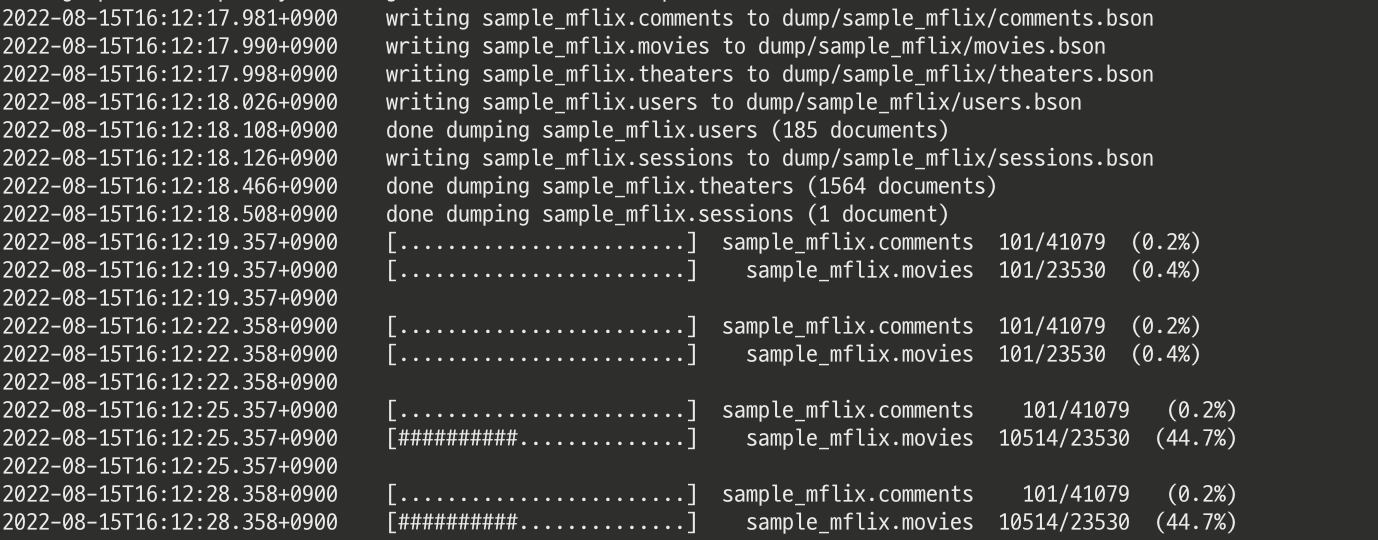 2022-08-15T16:12:17.981+0900    writing sample_mflix.comments to dump/sample_mflix/comments.bson
2022-08-15T16:12:17.990+0900    writing sample_mflix.movies to dump/sample_mflix/movies.bson
2022-08-15T16:12:17.998+0900    writing sample_mflix.theaters to dump/sample_mflix/theaters.bson
2022-08-15T16:12:18.026+0900    writing sample_mflix.users to dump/sample_mflix/users.bson
2022-08-15T16:12:18.108+0900    done dumping sample_mflix.users (185 documents)
2022-08-15T16:12:18.126+0900    writing sample_mflix.sessions to dump/sample_mflix/sessions.bson
2022-08-15T16:12:18.466+0900    done dumping sample_mflix.theaters (1564 documents)
2022-08-15T16:12:18.508+0900    done dumping sample_mflix.sessions (1 document)
2022-08-15T16:12:19.357+0900    [........................]  sample_mflix.comments  101/41079  (0.2%)
2022-08-15T16:12:19.357+0900    [........................]    sample_mflix.movies  101/23530  (0.4%)
2022-08-15T16:12:19.357+0900
2022-08-15T16:12:22.358+0900    [........................]  sample_mflix.comments  101/41079  (0.2%)
2022-08-15T16:12:22.358+0900    [........................]    sample_mflix.movies  101/23530  (0.4%)
2022-08-15T16:12:22.358+0900
2022-08-15T16:12:25.357+0900    [........................]  sample_mflix.comments    101/41079   (0.2%)
2022-08-15T16:12:25.357+0900    [##########..............]    sample_mflix.movies  10514/23530  (44.7%)
2022-08-15T16:12:25.357+0900
2022-08-15T16:12:28.358+0900    [........................]  sample_mflix.comments    101/41079   (0.2%)
2022-08-15T16:12:28.358+0900    [##########..............]    sample_mflix.movies  10514/23530  (44.7%)